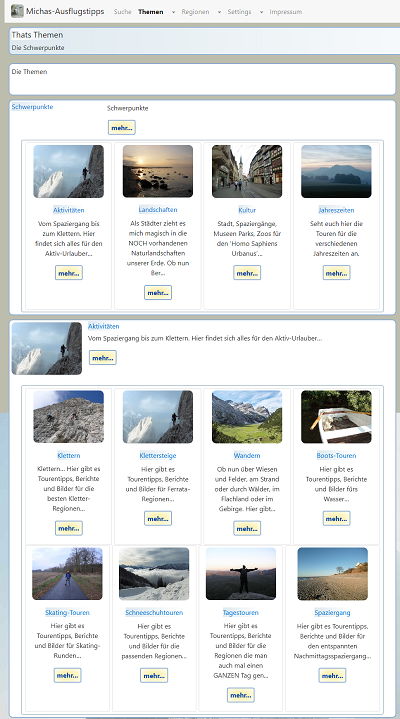 Michas-Ausflugstipps Suche Themen Regionen Settings Impressum
Thats Themen
Die Schwerpunkte
Die Themen
Schwerpunkte
Schwerpunkte
mehr...
Aktivitäten
Vom Spaziergang bis
zum Klettern. Hier
findet sich alles für den
Aktiv-Urlauber...
mehr...
Landschaften
Als Städter zieht es
mich magisch in die
NOCH vorhandenen
Naturlandschaften
unserer Erde. Ob nun
Ber...
mehr...
Kultur
Stadt, Spaziergänge,
Museen Parks, Zoos für
den 'Homo Saphiens
Urbanus'...
mehr...
Jahreszeiten
Seht euch hier die
Touren für die
verschiedenen
Jahreszeiten an.
mehr...
Aktivitäten
Vom Spaziergang bis zum Klettern. Hier findet sich alles für den Aktiv-Urlauber...
mehr...
Klettern
Klettern... Hier gibt es
Tourentipps, Berichte
und Bilder für die
besten Kletter-
Regionen...
mehr...
Klettersteige
Hier gibt es
Tourentipps, Berichte
und Bilder für Ferrata-
Regionen...
mehr...
Wandern
Ob nun über Wiesen
und Felder, am Strand
oder durch Wälder, im
Flachland oder im
Gebirge. Hier gibt...
mehr...
Boots-Touren
Hier gibt es
Tourentipps, Berichte
und Bilder fürs
Wasser...
mehr...
Skating-Touren
Hier gibt es
Tourentipps, Berichte
und Bilder für Skating-
Runden...
mehr...
Schneeschuhtouren
Hier gibt es
Tourentipps, Berichte
und Bilder für die
passenden Regionen...
mehr...
Tagestouren
Hier gibt es
Tourentipps, Berichte
und Bilder für die
Regionen die man
auch mal einen
GANZEN Tag gen...
mehr...
Spaziergang
Hier gibt es Tourentipps,
Berichte und Bilder für
den entspannten
Nachmittagsspaziergang...
mehr...